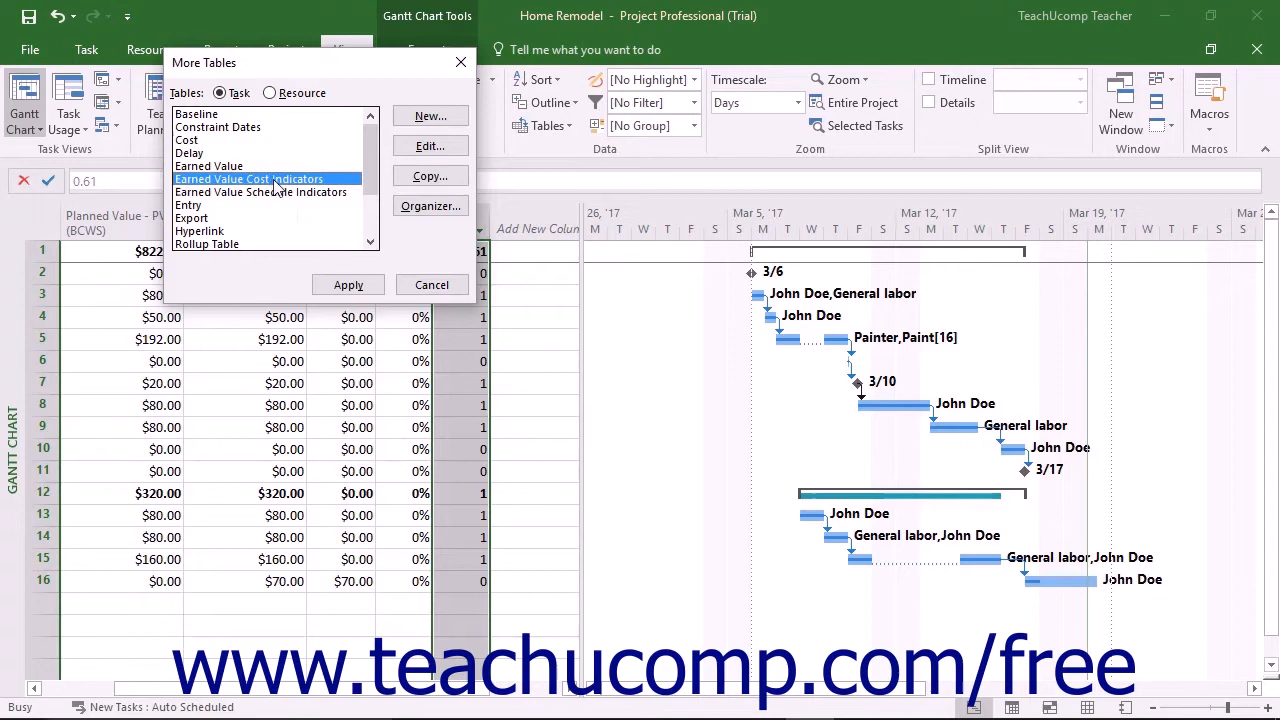 Gantt Chart Tools
Home Remodel - Project Professional (Trial)
TeachUcomp Teacher
File
Task
Resour
Tell me what you want to do
More Tables
Tables: Task Resource
Baseline
Constraint Dates
Cost
Delay
Earned Value
Earned Value Cost Indicators
Earned Value Schedule Indicators
Entry
Export
Hyperlink
Rollup Table
New...
Edit...
Copy...
Organizer...
Apply
Cancel
Gantt Chart
Task Usage
Team Plan
Task Views
Sort
Outline
Tables
[No Highlight]
[No Filter]
[No Group]
Data
Timescale:
Days
Zoom
Entire Project
Selected Tasks
Zoom
Timeline
Details
Split View
New Window
Window
Macros
Macros
0.61
Planned Value - PV (BCWS)
Add New Colum
26, '17 Mar 5, '17 Mar 12, '17 Mar 19, '17 Mar 2
M T F S W M T F S W
GANTT CHART
1 $822
2 $0 0
3 $80 1
4 $50.00 $50.00 $0.00 0% 1
5 $192.00 $192.00 $0.00 0% 1
6 $0.00 $0.00 $0.00 0% 0
7 $20.00 $20.00 $0.00 0% 1
8 $80.00 $80.00 $0.00 0% 1
9 $80.00 $80.00 $0.00 0% 1
10 $0.00 $0.00 $0.00 0% 0
11 $0.00 $0.00 $0.00 0% 0
12 $320.00 $320.00 $0.00 0% 1
13 $80.00 $80.00 $0.00 0% 1
14 $80.00 $80.00 $0.00 0% 1
15 $160.00 $160.00 $0.00 0% 1
16 $0.00 $70.00 $70.00 0% 0
3/6
John Doe,General labor
John Doe
Painter,Paint[16]
3/10
John Doe
General labor
John Doe
3/17
John Doe
General labor,John Doe
General labor,John Doe
John Doe
www.teachucomp.com/free
Busy
New Tasks : Auto Scheduled